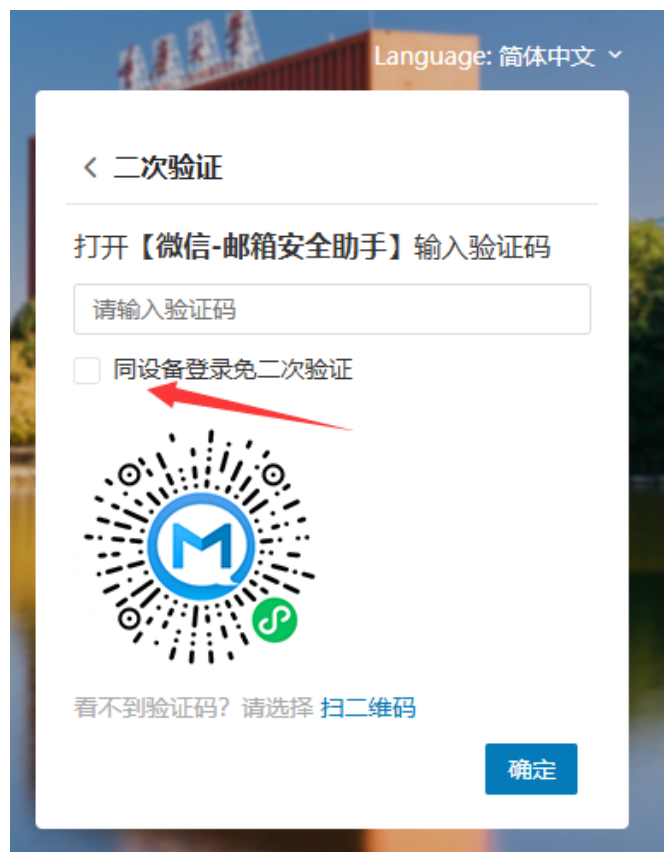 Language: 简体中文
二次验证
打开【微信-邮箱安全助手】输入验证码
请输入验证码
同设备登录免二次验证
看不到验证码？请选择 扫二维码
确定